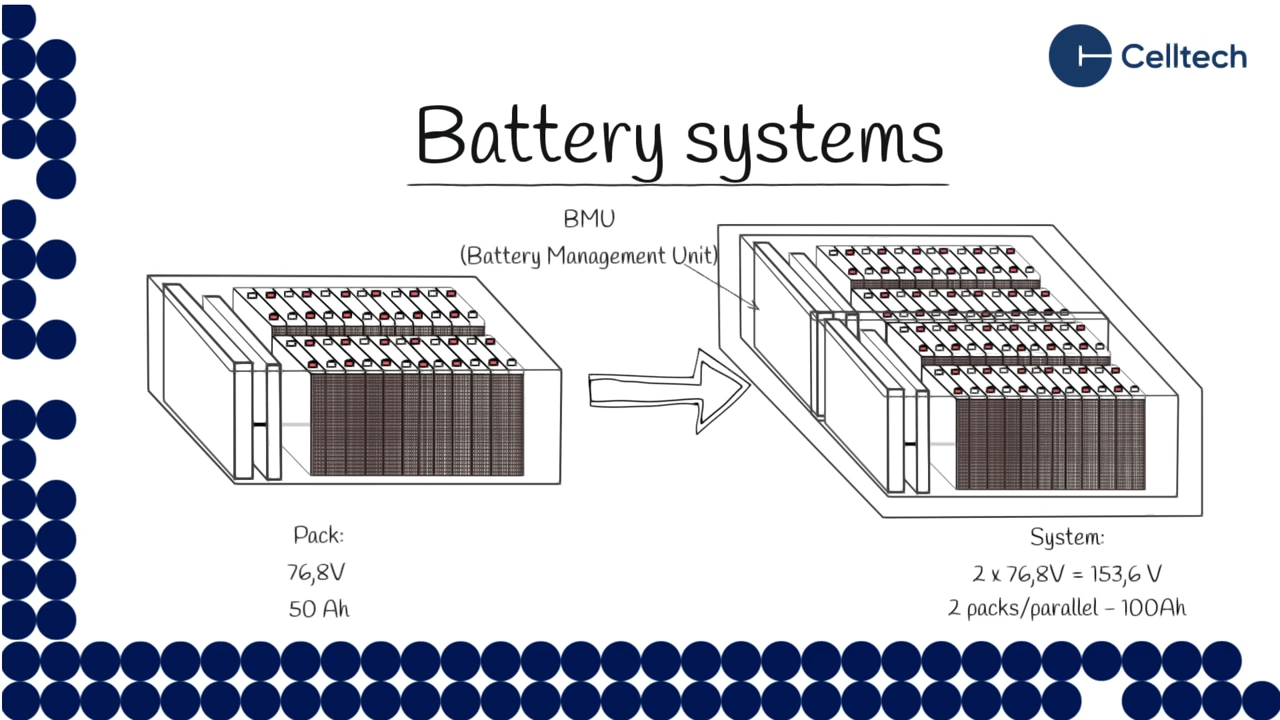 Celltech
Battery systems
BMU
(Battery Management Unit)
Pack:
76,8V
50 Ah
System:
2 x 76,8V = 153,6 V
2 packs/parallel - 100Ah